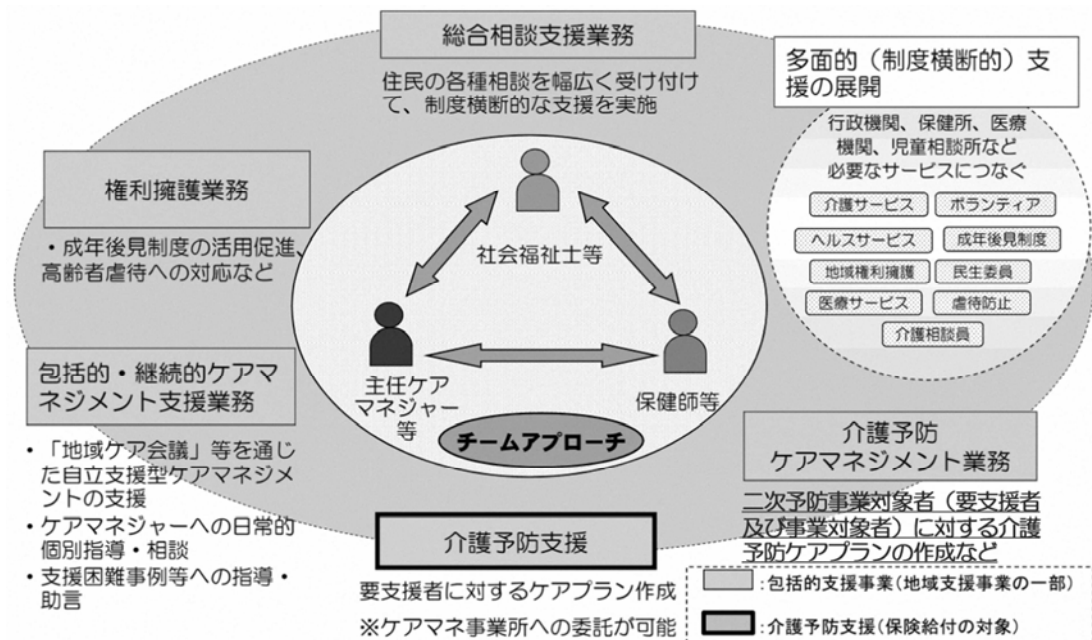 総合相談支援業務
住民の各種相談を幅広く受け付け
て、制度横断的な支援を実施
多面的（制度横断的）支
援の展開
行政機関、保健所、医療
機関、児童相談所など
必要なサービスにつなぐ
介護サービス
ボランティア
ヘルスサービス
成年後見制度
地域権利擁護
民生委員
医療サービス
虐待防止
介護相談員
権利擁護業務
・成年後見制度の活用促進、
高齢者虐待への対応など
社会福祉士等
主任ケア
マネジャー
等
保健師等
チームアプローチ
包括的・継続的ケアマ
ネジメント支援業務
・「地域ケア会議」等を通じ
た自立支援型ケアマネジメ
ントの支援
・ケアマネジャーへの日常的
個別指導・相談
・支援困難事例等への指導・
助言
介護予防
ケアマネジメント業務
二次予防事業対象者（要支援者
及び事業対象者）に対する介護
予防ケアプランの作成など
介護予防支援
要支援者に対するケアプラン作成
※ケアマネ事業所への委託が可能
：包括的支援事業（地域支援事業の一部）
：介護予防支援（保険給付の対象）